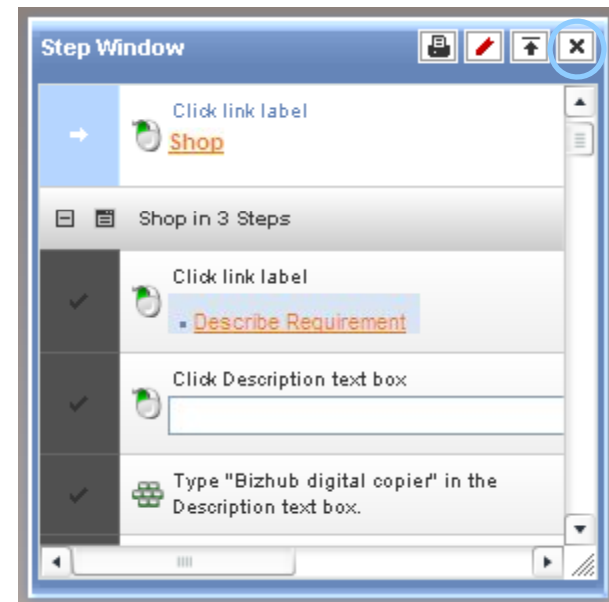 Step Window
Click link label
Shop
Shop in 3 Steps
Click link label
Describe Requirement
Click Description text box
Type "Bizhub digital copier" in the
Description text box.